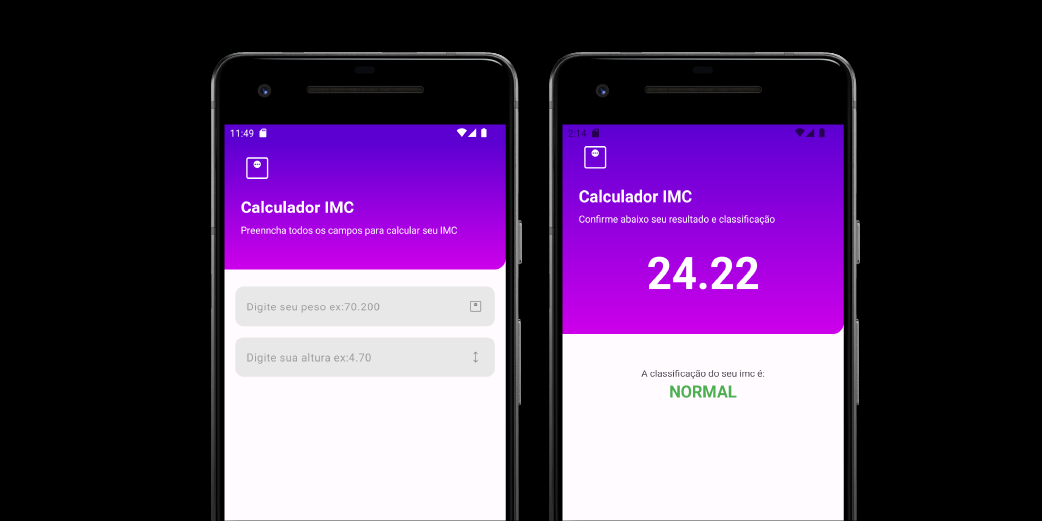 11:49
Calculador IMC
Preenncha todos os campos para calcular seu IMC
Digite seu peso ex:70.200
Digite sua altura ex:4.70
2:14
Calculador IMC
Confirme abaixo seu resultado e classificação
24.22
A classificação do seu imc é:
NORMAL